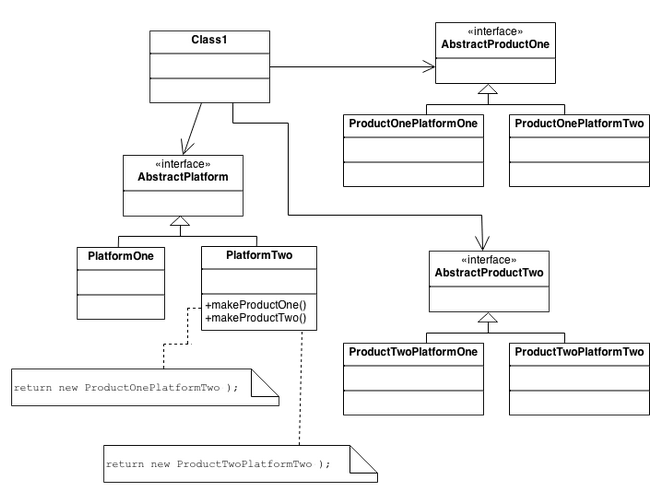 Class1
«interface»
AbstractProductOne
ProductOnePlatformOne
ProductOnePlatformTwo
«interface»
AbstractPlatform
PlatformOne
PlatformTwo
+makeProductOne()
+makeProductTwo()
«interface»
AbstractProductTwo
ProductTwoPlatformOne
ProductTwoPlatformTwo
return new ProductOnePlatformTwo );
return new ProductTwoPlatformTwo );